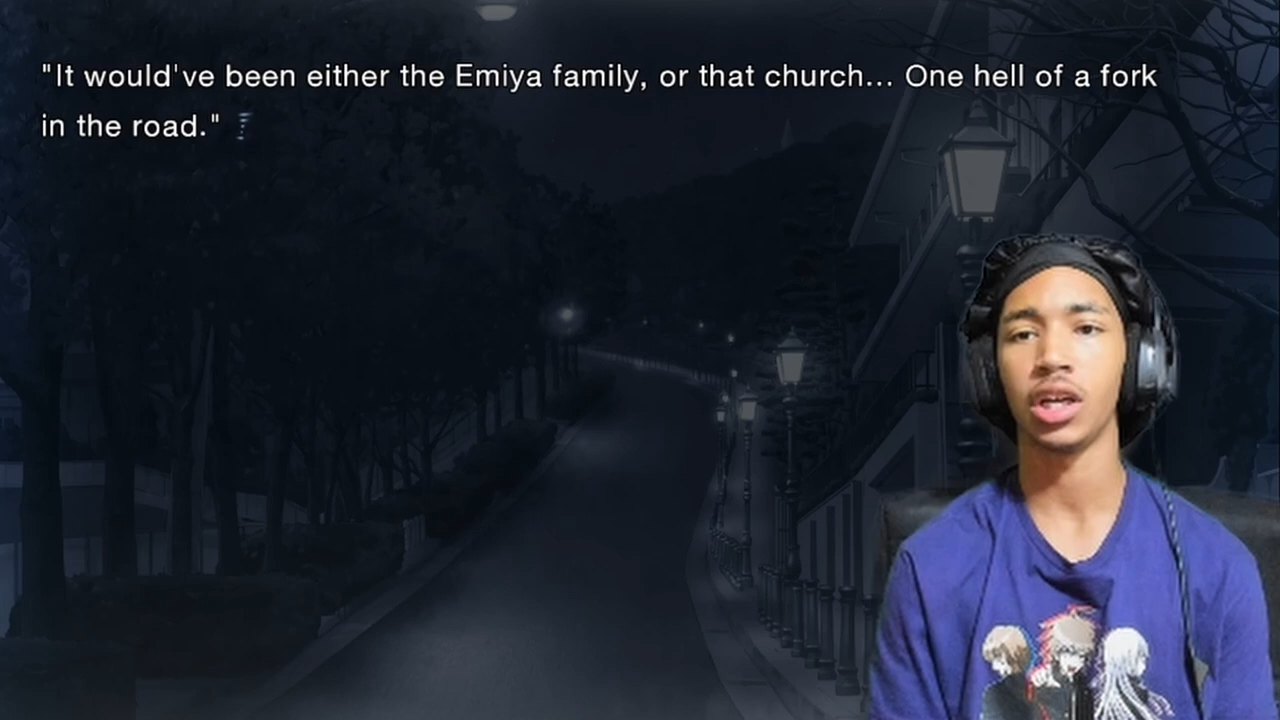 "It would've been either the Emiya family, or that church... One hell of a fork
in the road."